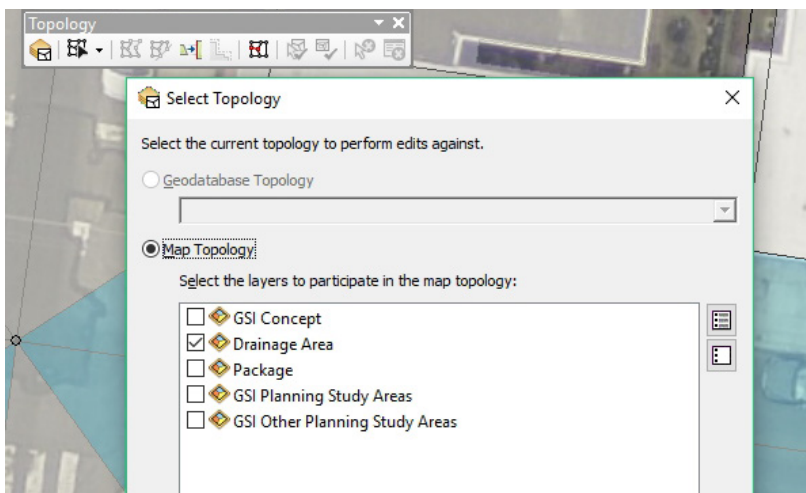 Topology
Select Topology
Select the current topology to perform edits against.
Geodatabase Topology
Map Topology
Select the layers to participate in the map topology:
GSI Concept
Drainage Area
Package
GSI Planning Study Areas
GSI Other Planning Study Areas